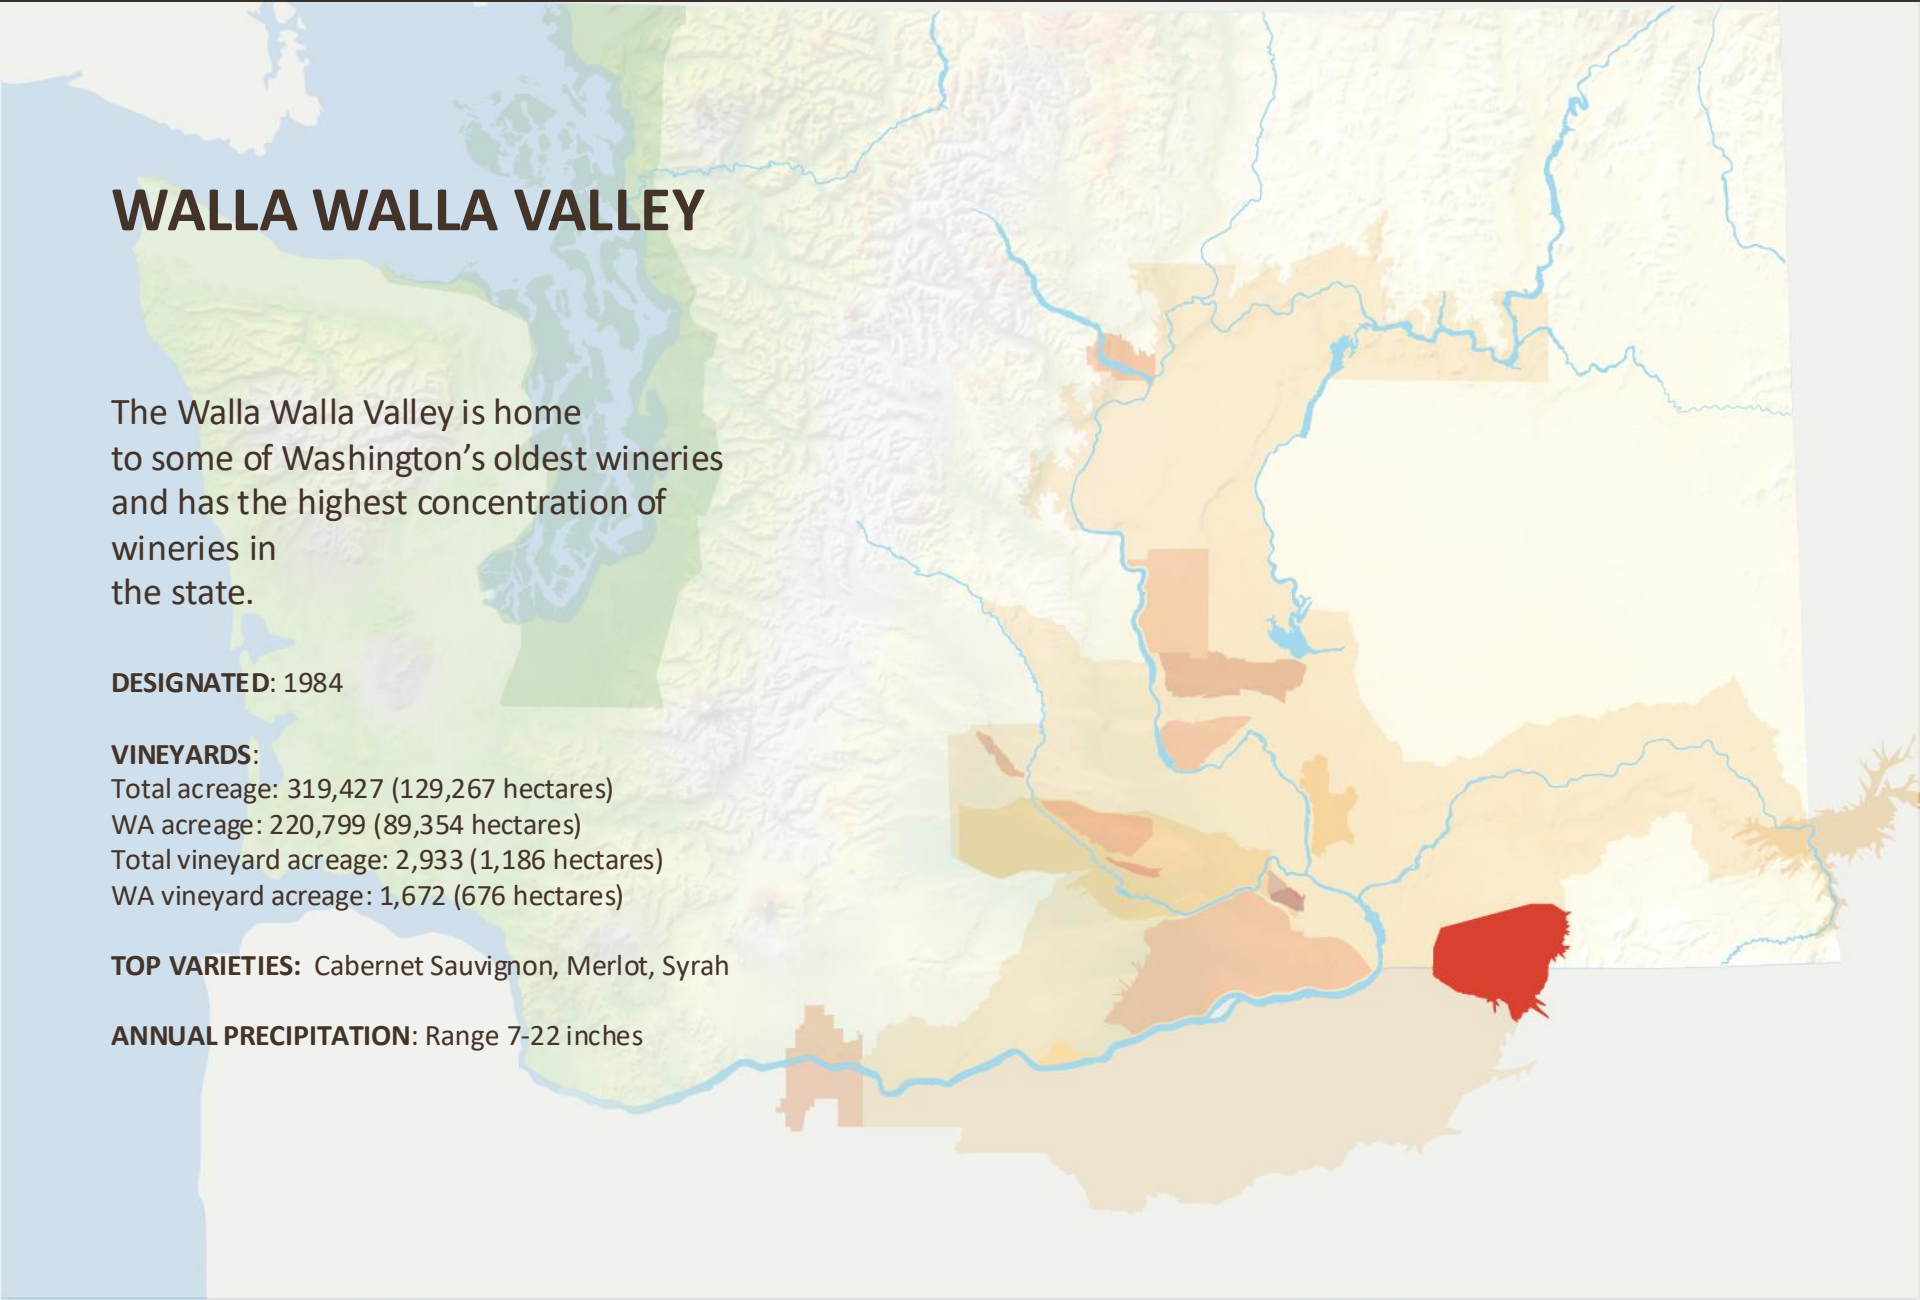 WALLA WALLA VALLEY
The Walla Walla Valley is home
to some of Washington’s oldest wineries
and has the highest concentration of
wineries in
the state.
DESIGNATED: 1984
VINEYARDS:
Total acreage: 319,427 (129,267 hectares)
WA acreage: 220,799 (89,354 hectares)
Total vineyard acreage: 2,933 (1,186 hectares)
WA vineyard acreage: 1,672 (676 hectares)
TOP VARIETIES: Cabernet Sauvignon, Merlot, Syrah
ANNUAL PRECIPITATION: Range 7-22 inches